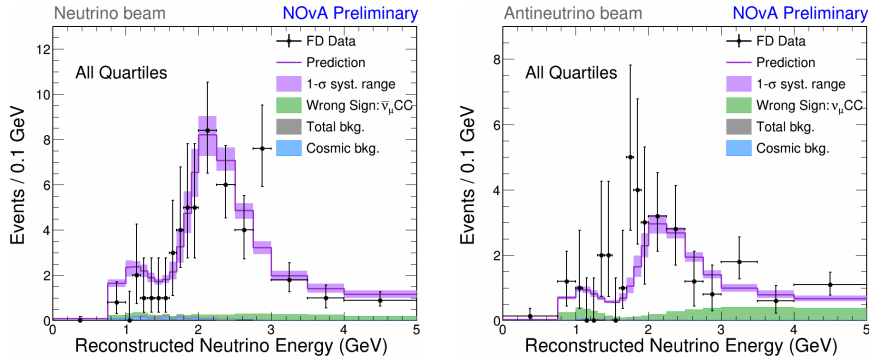 Neutrino beam NOvA Preliminary
Events / 0.1 GeV
12
10
8
6
4
2
0
All Quartiles
FD Data
Prediction
1-σ syst. range
Wrong Sign: ν̅μCC
Total bkg.
Cosmic bkg.
0 1 2 3 4 5
Reconstructed Neutrino Energy (GeV)
Antineutrino beam NOvA Preliminary
Events / 0.1 GeV
8
6
4
2
0
All Quartiles
FD Data
Prediction
1-σ syst. range
Wrong Sign: νμCC
Total bkg.
Cosmic bkg.
0 1 2 3 4 5
Reconstructed Neutrino Energy (GeV)